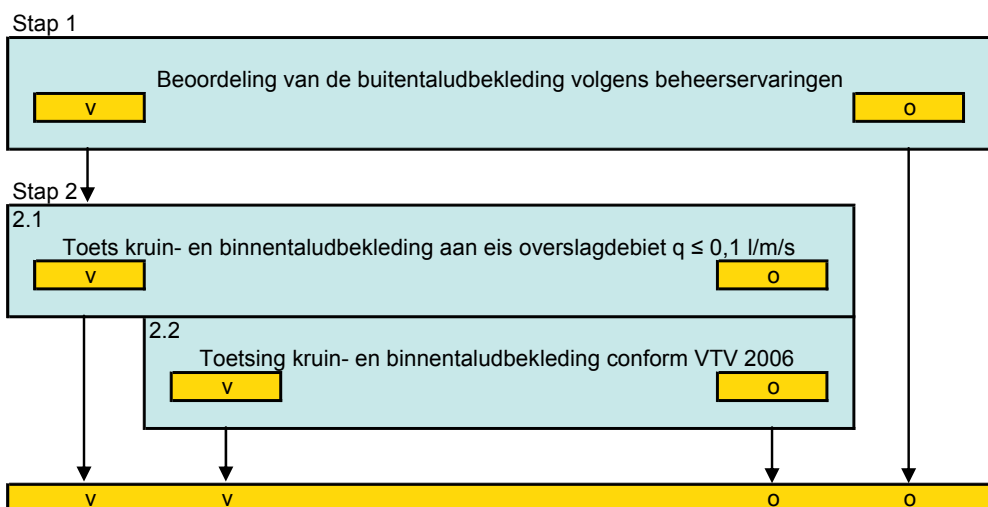 Stap 1
Beoordeling van de buitentaludbekleding volgens beheerservaringen
v o
Stap 2
2.1
Toets kruin- en binnentaludbekleding aan eis overslagdebiet q ≤ 0,1 l/m/s
v o
2.2
Toetsing kruin- en binnentaludbekleding conform VTV 2006
v o
v v o o